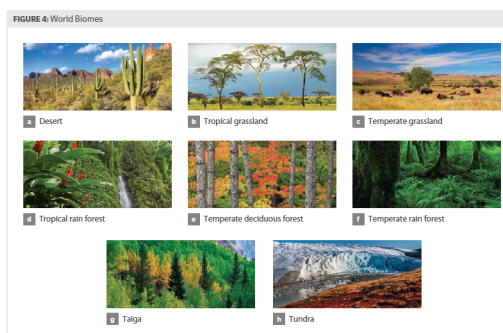 FIGURE 4: World Biomes
a Desert
b Tropical grassland
c Temperate grassland
d Tropical rain forest
e Temperate deciduous forest
f Temperate rain forest
g Taiga
h Tundra